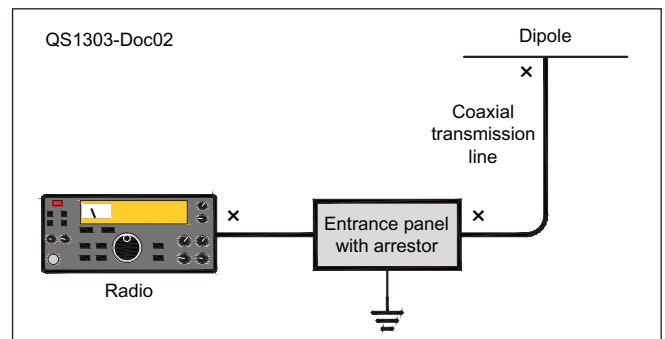 QS1303-Doc02
Dipole
×
Coaxial
transmission
line
×
×
Entrance panel
with arrestor
Radio